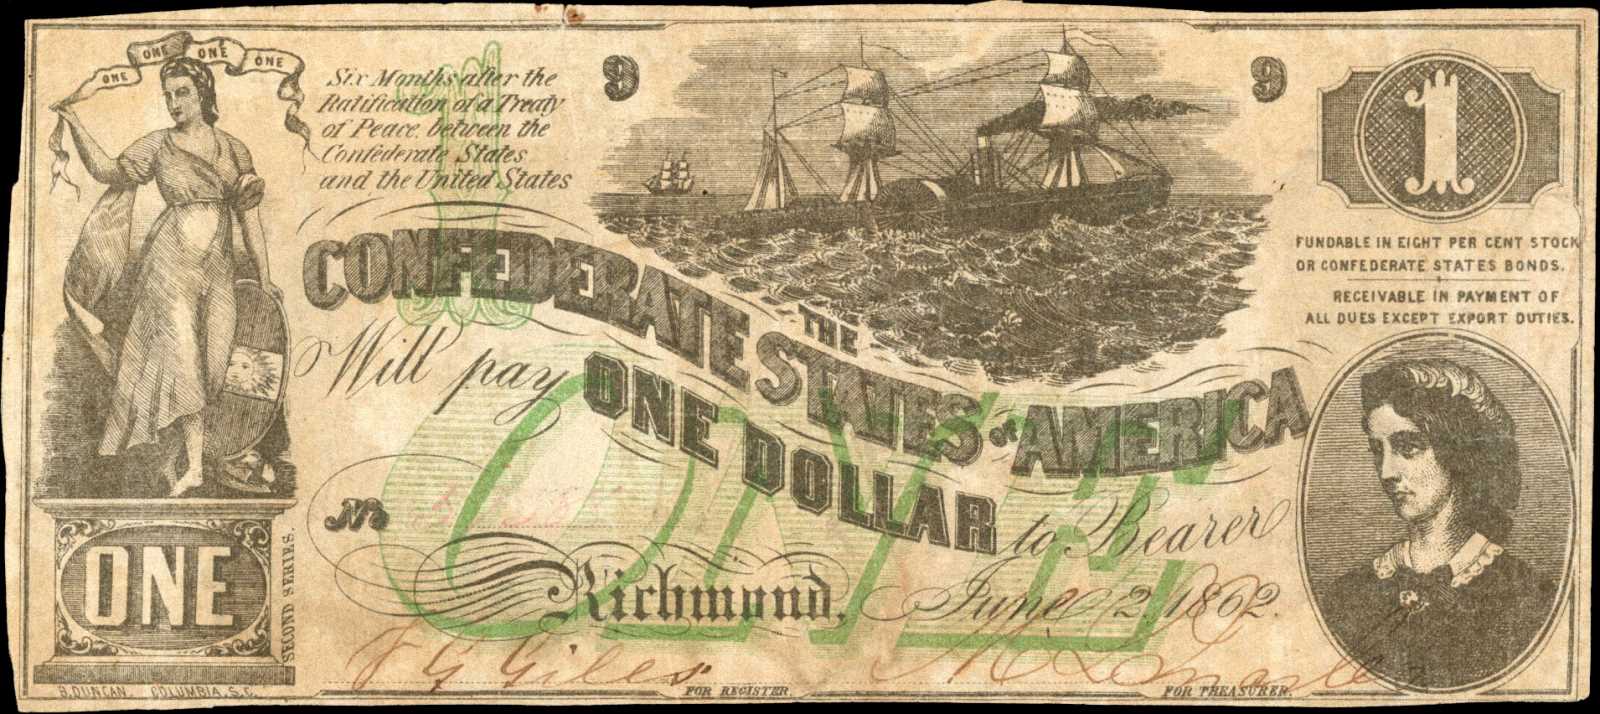 ONE ONE ONE ONE
Six Months after the
Ratification of a Treaty
of Peace, between the
Confederate States
and the United States
9
9
1
1
FUNDABLE IN EIGHT PER CENT STOCK
OR CONFEDERATE STATES BONDS.
RECEIVABLE IN PAYMENT OF
ALL DUES EXCEPT EXPORT DUTIES.
THE
CONFEDERATE STATES OF AMERICA
Will pay ONE DOLLAR to Bearer
ONE
No
Richmond, June 2, 1862.
ONE
SECOND SERIES.
J G Giles
B. DUNCAN. COLUMBIA, S.C.
FOR REGISTER.
FOR TREASURER.